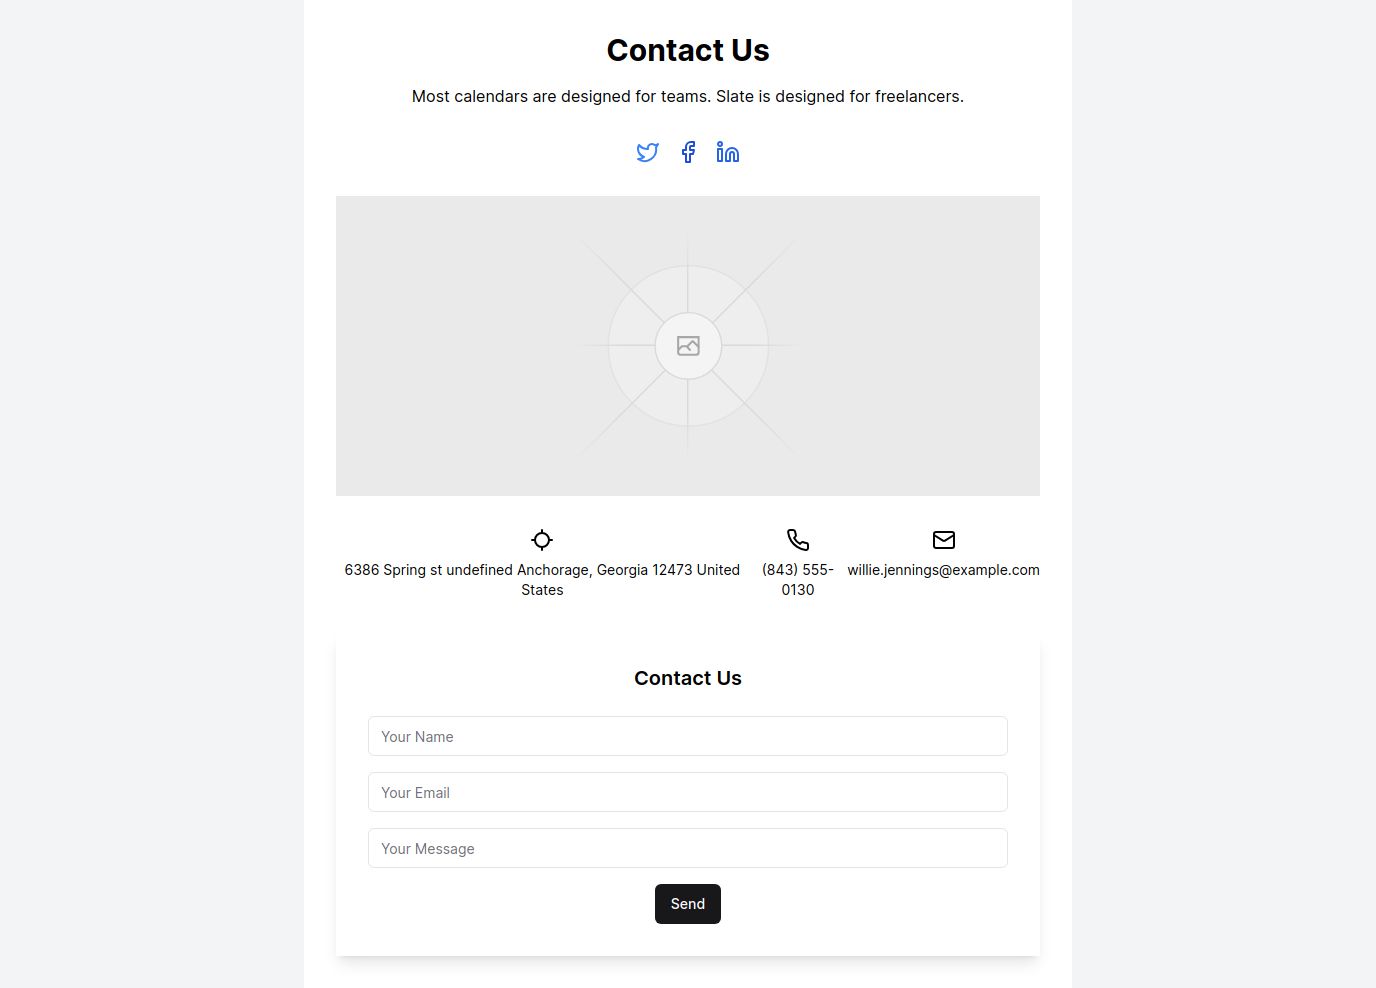 Contact Us
Most calendars are designed for teams. Slate is designed for freelancers.
6386 Spring st undefined Anchorage, Georgia 12473 United
States
(843) 555-
0130
willie.jennings@example.com
Contact Us
Your Name
Your Email
Your Message
Send